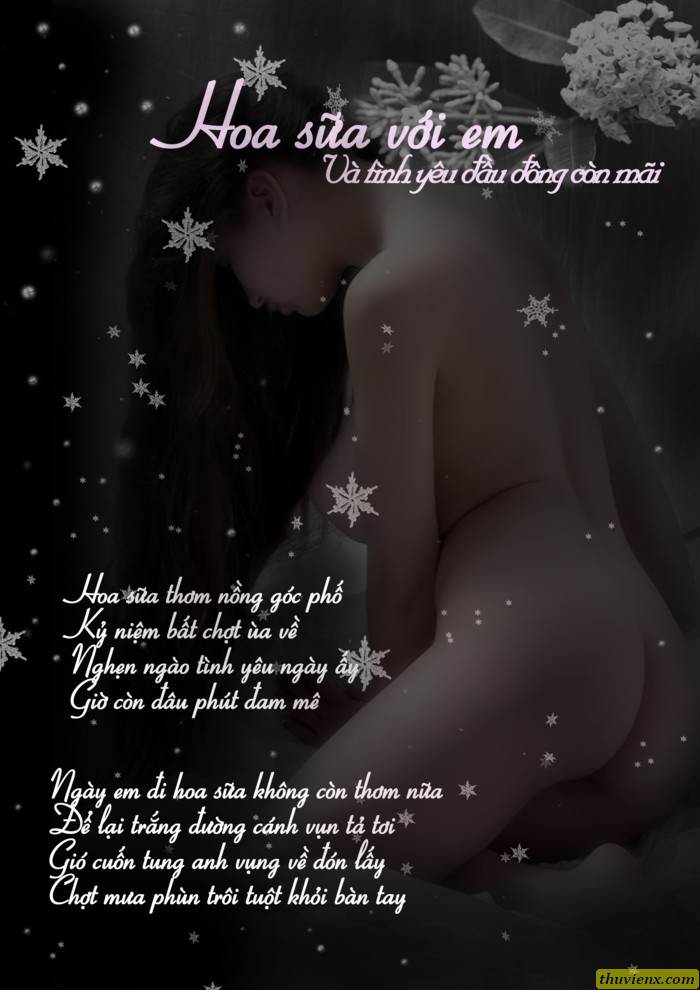 Hoa sữa với em
Và tình yêu đầu đông còn mãi
Hoa sữa thơm nồng góc phố
Kỷ niệm bất chợt ùa về
Nghẹn ngào tình yêu ngày ấy
Giờ còn đâu phút đam mê
Ngày em đi hoa sữa không còn thơm nữa
Để lại trắng đường cánh vụn tả tơi
Gió cuốn tung anh vụng về đón lấy
Chợt mưa phùn trôi tuột khỏi bàn tay
thuvienx.com